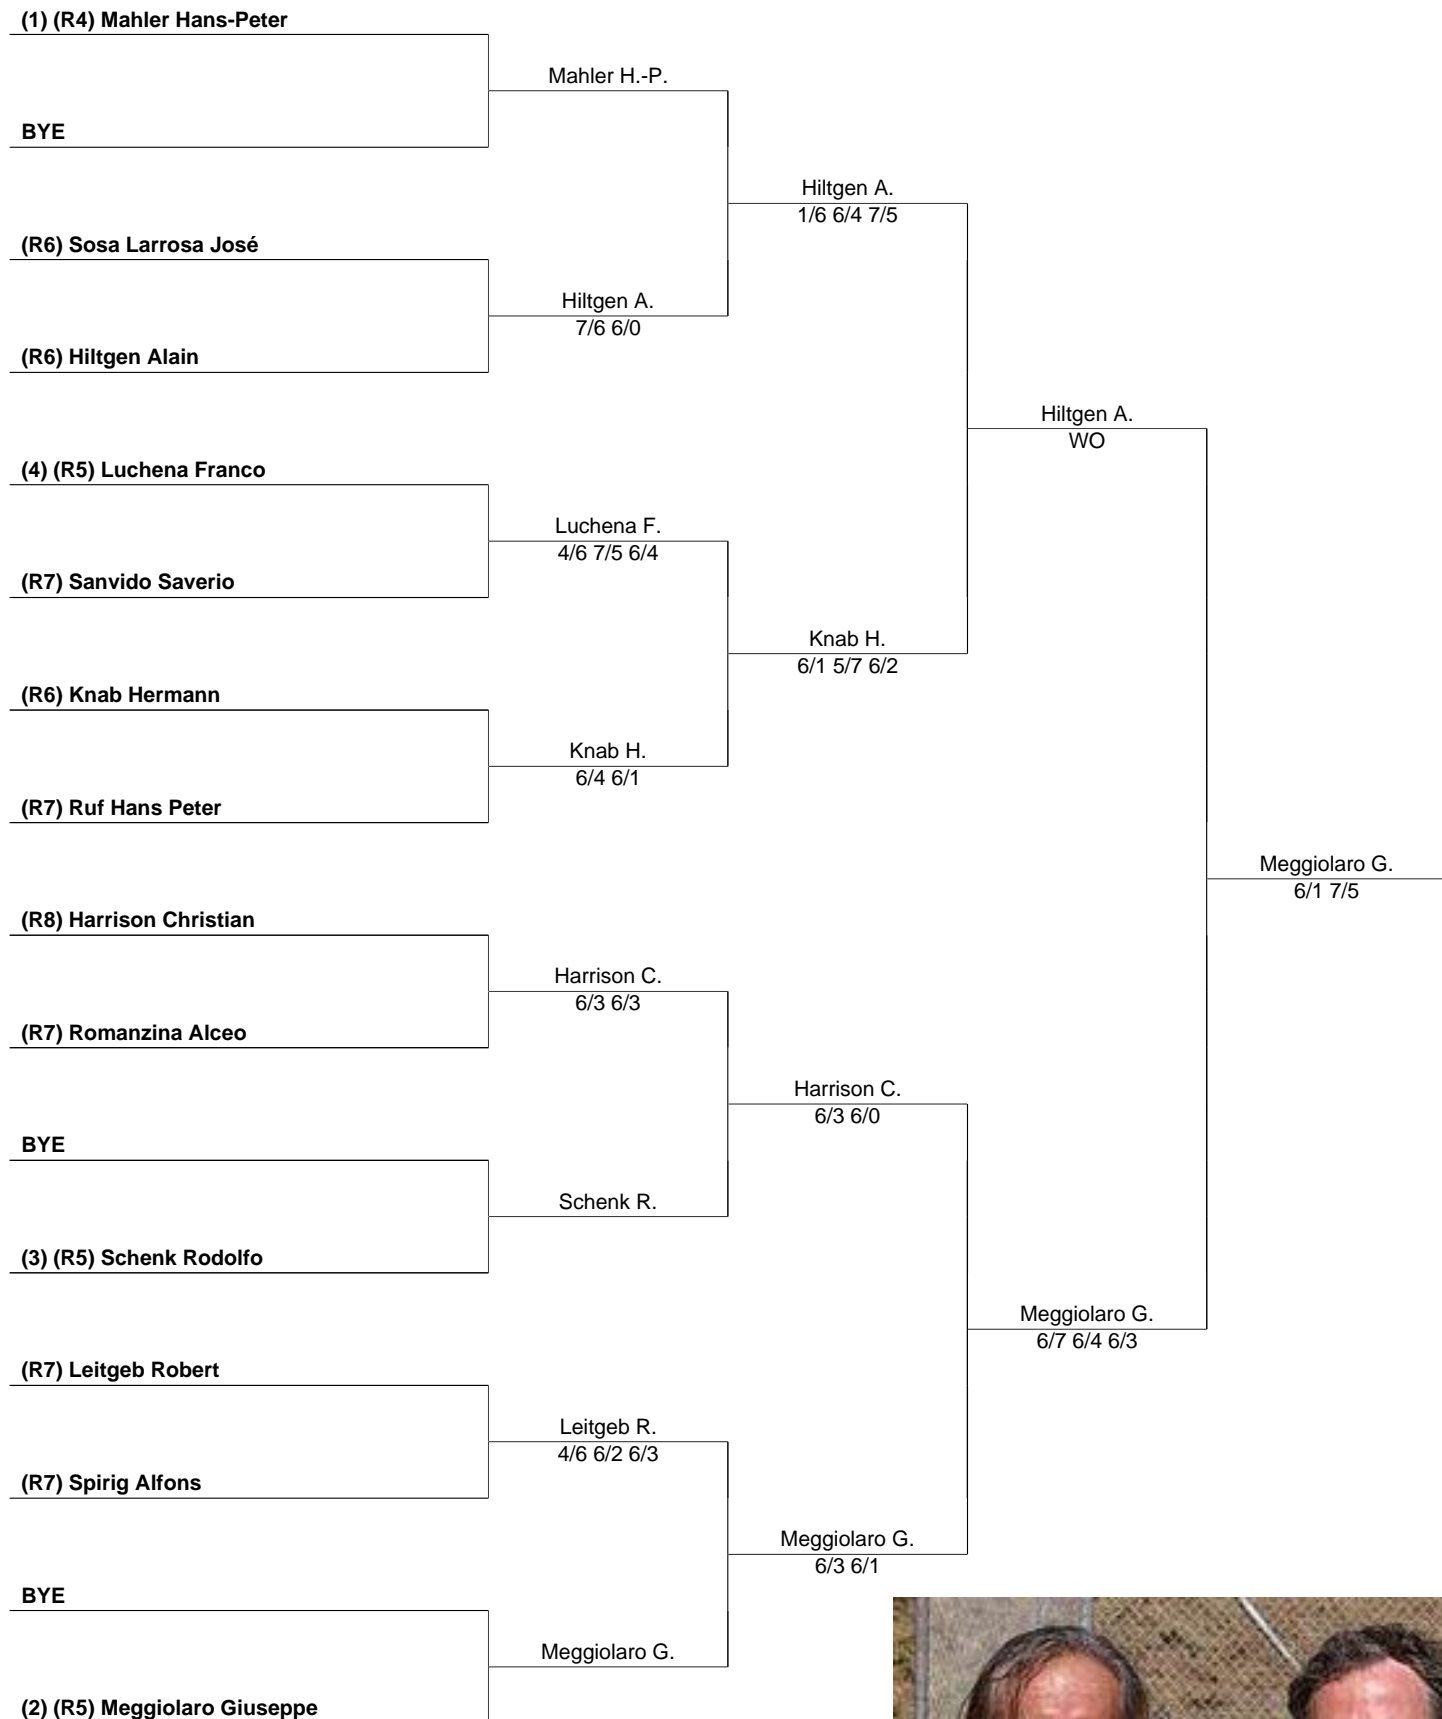 (1) (R4) Mahler Hans-Peter
Mahler H.-P.
BYE
Hiltgen A.
1/6 6/4 7/5
(R6) Sosa Larrosa José
Hiltgen A.
7/6 6/0
(R6) Hiltgen Alain
Hiltgen A.
WO
(4) (R5) Luchena Franco
Luchena F.
4/6 7/5 6/4
(R7) Sanvido Saverio
Knab H.
6/1 5/7 6/2
(R6) Knab Hermann
Knab H.
6/4 6/1
(R7) Ruf Hans Peter
Meggiolaro G.
6/1 7/5
(R8) Harrison Christian
Harrison C.
6/3 6/3
(R7) Romanzina Alceo
Harrison C.
6/3 6/0
BYE
Schenk R.
(3) (R5) Schenk Rodolfo
Meggiolaro G.
6/7 6/4 6/3
(R7) Leitgeb Robert
Leitgeb R.
4/6 6/2 6/3
(R7) Spirig Alfons
Meggiolaro G.
6/3 6/1
BYE
Meggiolaro G.
(2) (R5) Meggiolaro Giuseppe